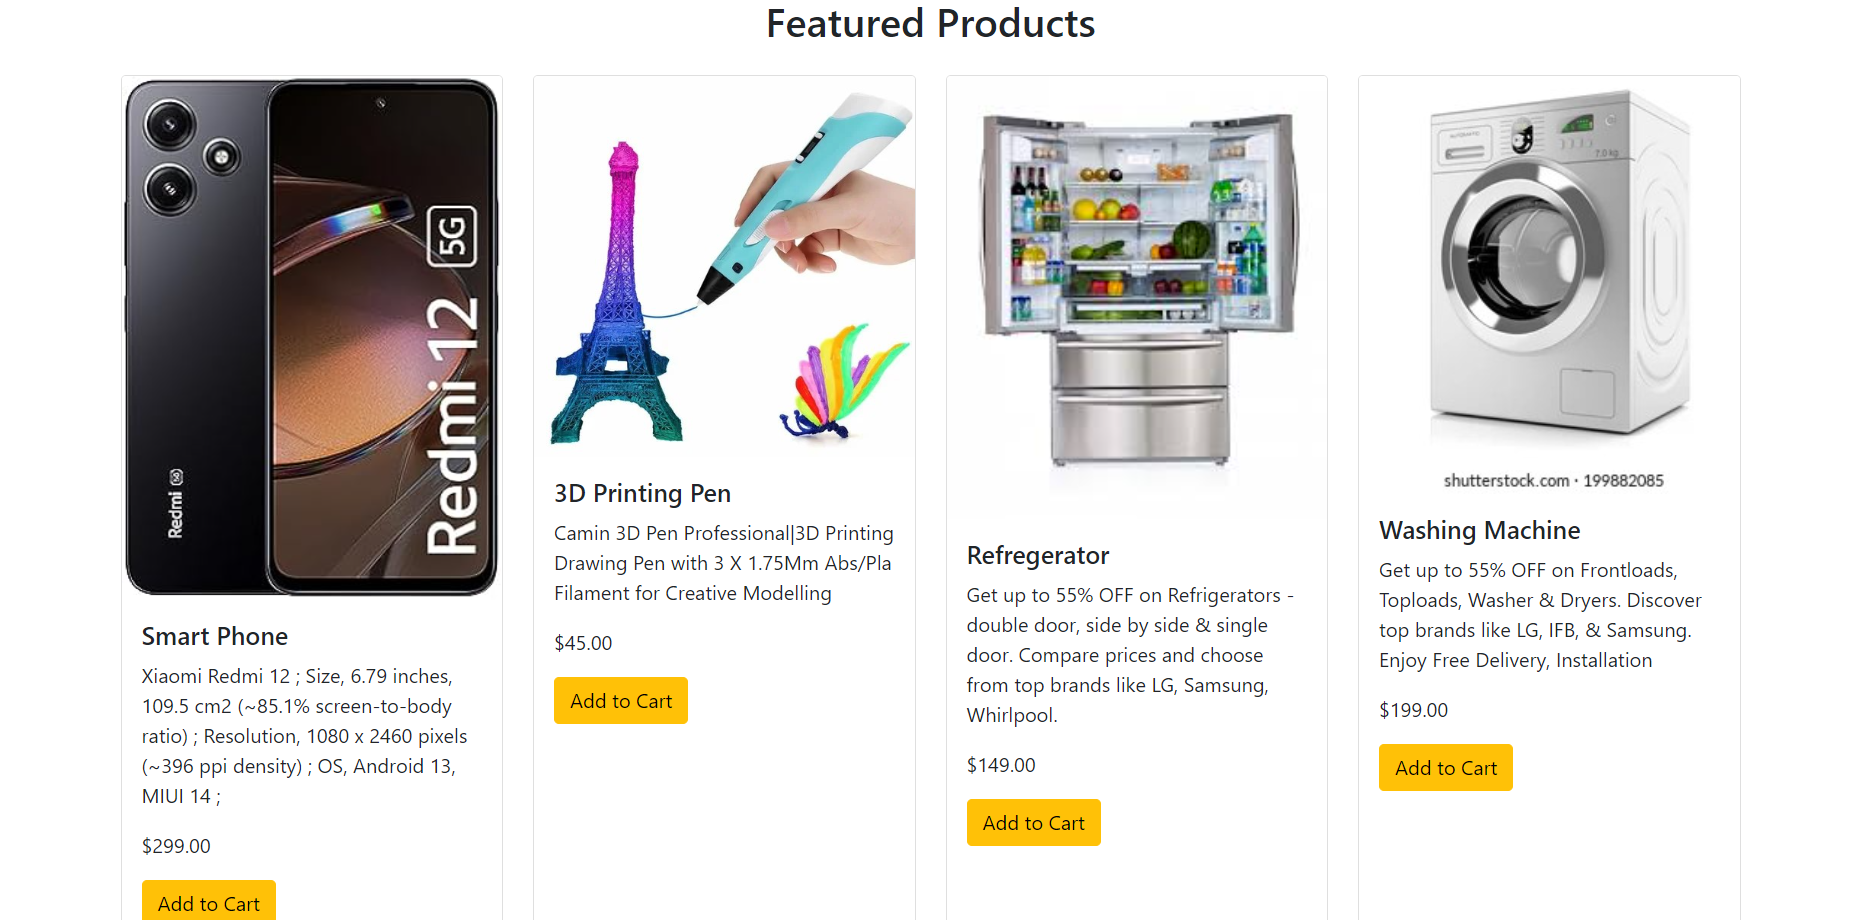 Featured Products
Redmi 12 5G
Redmi 5G
Smart Phone
Xiaomi Redmi 12 ; Size, 6.79 inches,
109.5 cm2 (~85.1% screen-to-body
ratio) ; Resolution, 1080 x 2460 pixels
(~396 ppi density) ; OS, Android 13,
MIUI 14 ;
$299.00
Add to Cart
3D Printing Pen
Camin 3D Pen Professional|3D Printing
Drawing Pen with 3 X 1.75Mm Abs/Pla
Filament for Creative Modelling
$45.00
Add to Cart
Refregerator
Get up to 55% OFF on Refrigerators -
double door, side by side & single
door. Compare prices and choose
from top brands like LG, Samsung,
Whirlpool.
$149.00
Add to Cart
AUTOMATIC
7.0 kg
shutterstock.com · 199882085
Washing Machine
Get up to 55% OFF on Frontloads,
Toploads, Washer & Dryers. Discover
top brands like LG, IFB, & Samsung.
Enjoy Free Delivery, Installation
$199.00
Add to Cart